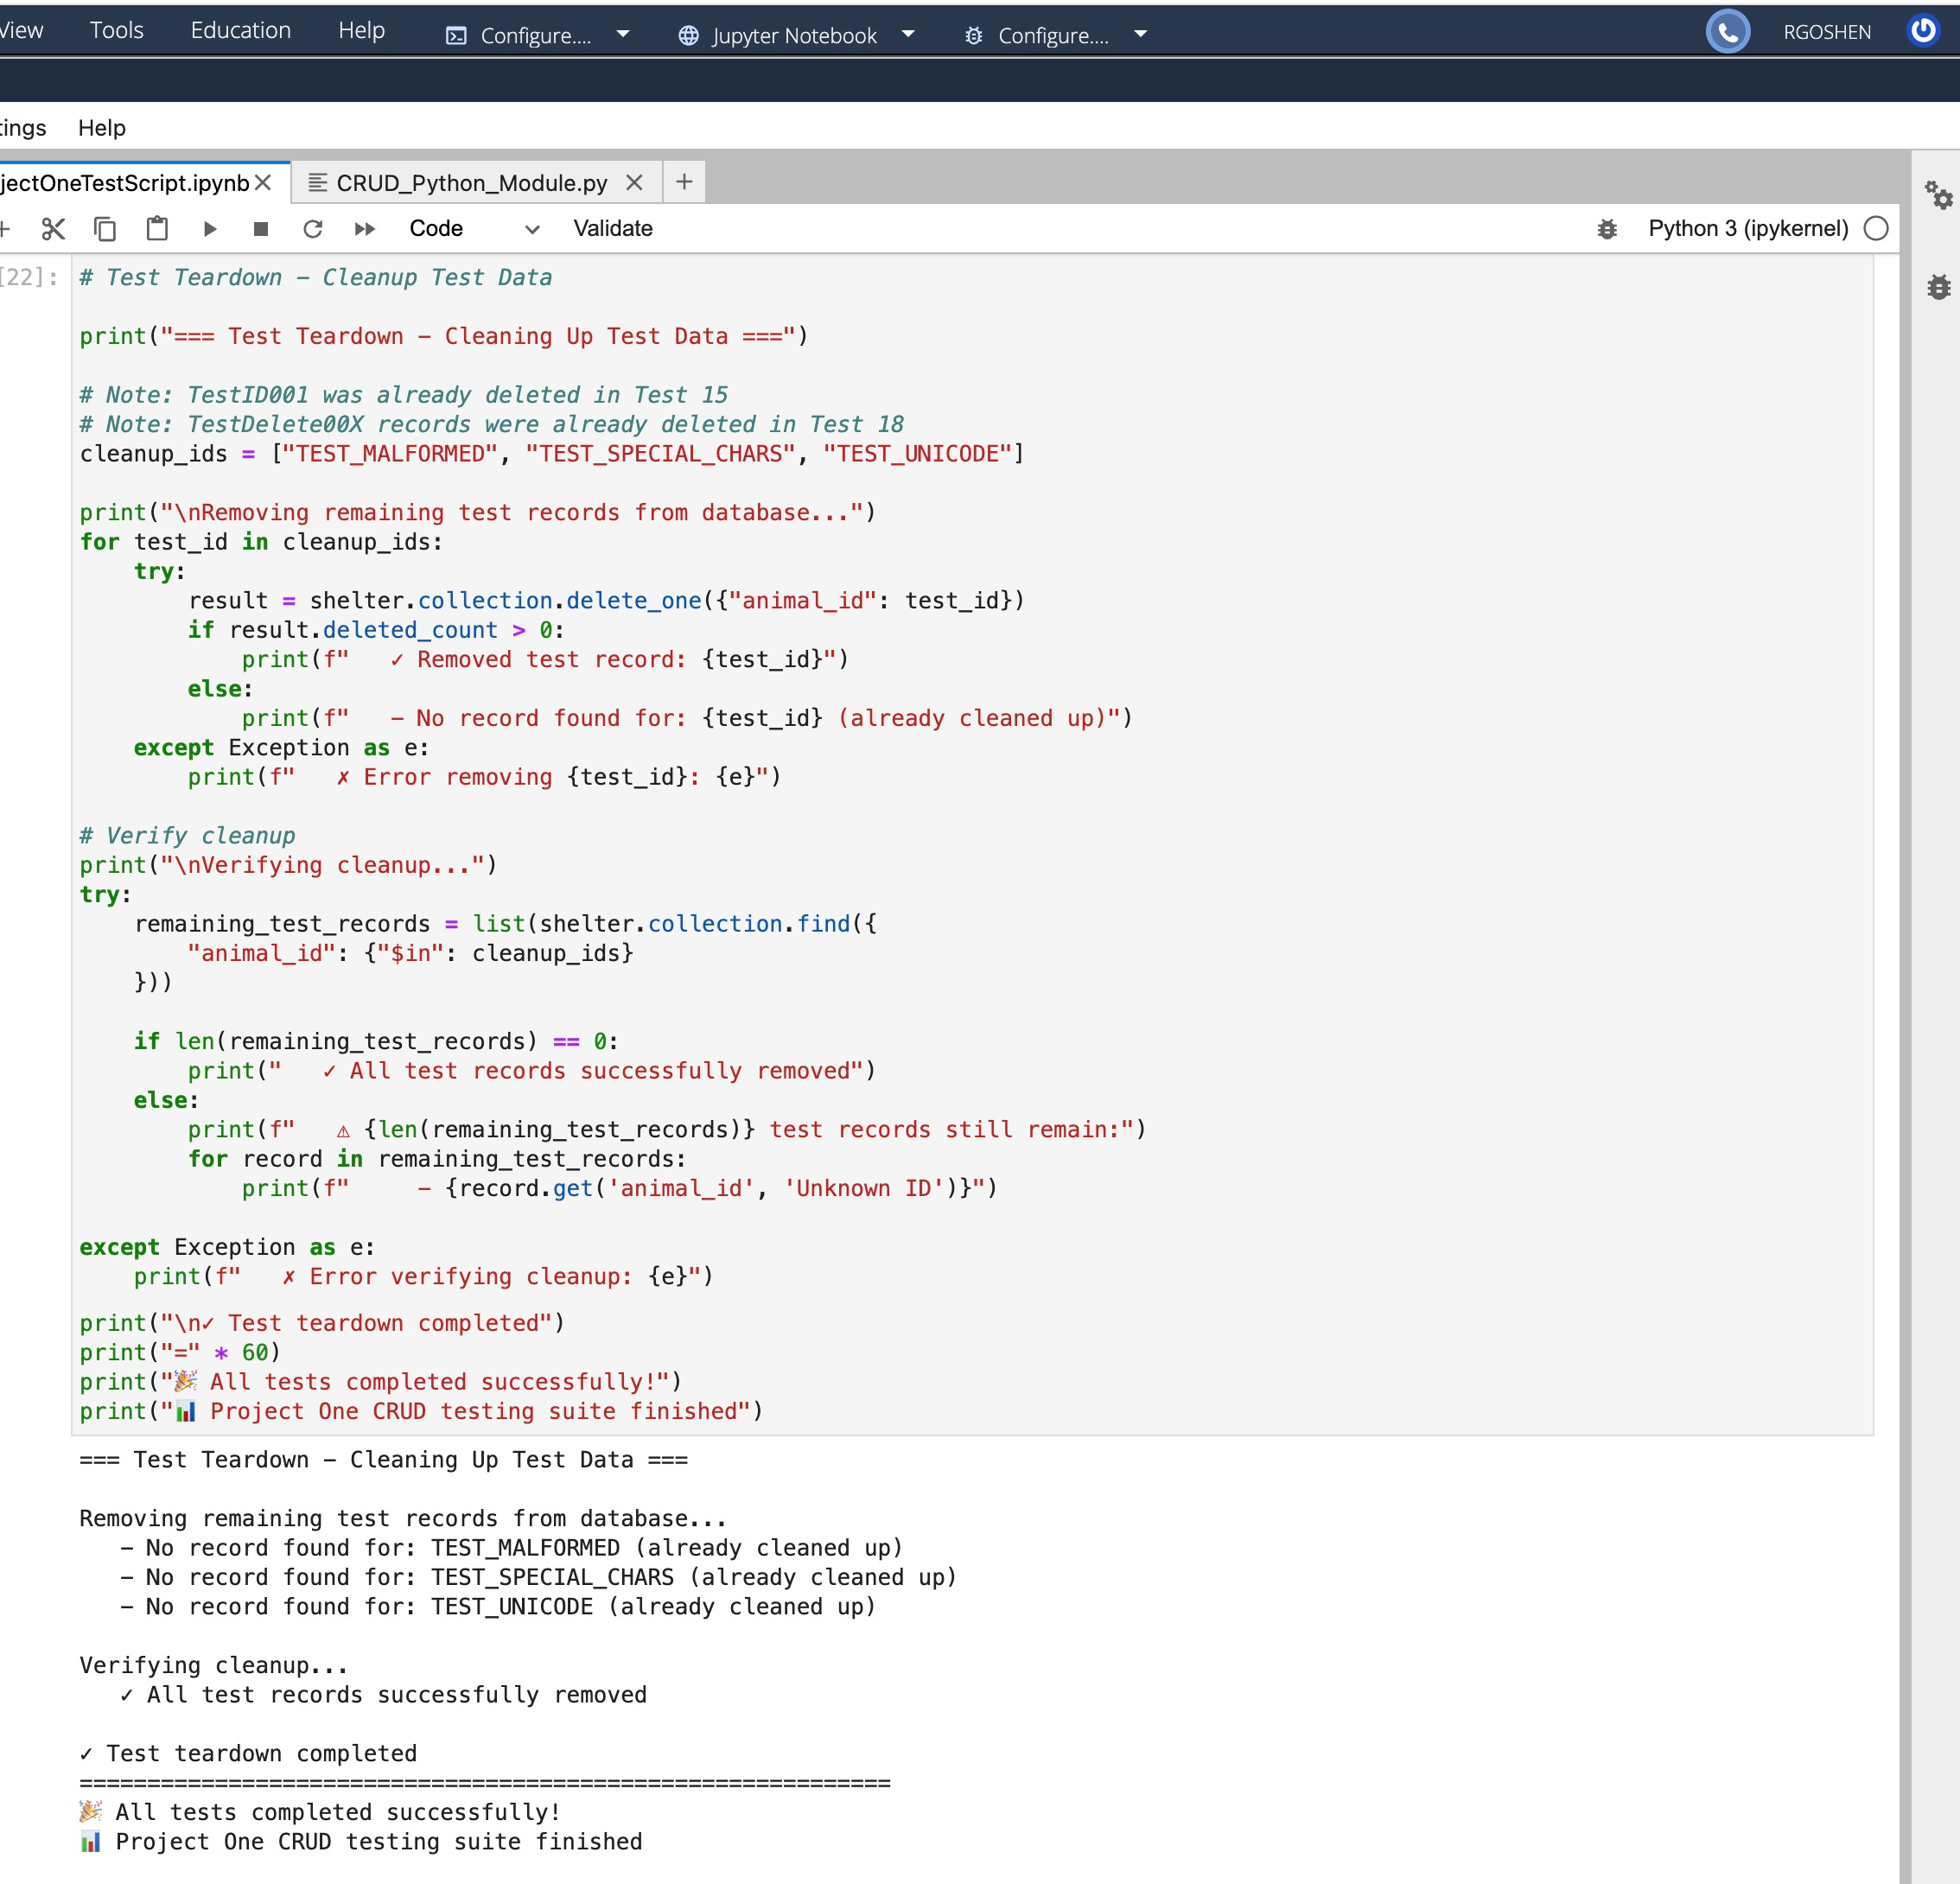 View Tools Education Help Configure.... Jupyter Notebook Configure.... RGOSHEN
tings Help
jectOneTestScript.ipynb CRUD_Python_Module.py
Code Validate Python 3 (ipykernel)
[22]: # Test Teardown – Cleanup Test Data
print("=== Test Teardown – Cleaning Up Test Data ===")
# Note: TestID001 was already deleted in Test 15
# Note: TestDelete00X records were already deleted in Test 18
cleanup_ids = ["TEST_MALFORMED", "TEST_SPECIAL_CHARS", "TEST_UNICODE"]
print("\nRemoving remaining test records from database...")
for test_id in cleanup_ids:
    try:
        result = shelter.collection.delete_one({"animal_id": test_id})
        if result.deleted_count > 0:
            print(f"   ✓ Removed test record: {test_id}")
        else:
            print(f"   – No record found for: {test_id} (already cleaned up)")
    except Exception as e:
        print(f"   ✗ Error removing {test_id}: {e}")
# Verify cleanup
print("\nVerifying cleanup...")
try:
    remaining_test_records = list(shelter.collection.find({
        "animal_id": {"$in": cleanup_ids}
    }))
    if len(remaining_test_records) == 0:
        print("   ✓ All test records successfully removed")
    else:
        print(f"   ⚠ {len(remaining_test_records)} test records still remain:")
        for record in remaining_test_records:
            print(f"     – {record.get('animal_id', 'Unknown ID')}")
except Exception as e:
    print(f"   ✗ Error verifying cleanup: {e}")
print("\n✓ Test teardown completed")
print("=" * 60)
print("🎉 All tests completed successfully!")
print("📊 Project One CRUD testing suite finished")
=== Test Teardown – Cleaning Up Test Data ===
Removing remaining test records from database...
   – No record found for: TEST_MALFORMED (already cleaned up)
   – No record found for: TEST_SPECIAL_CHARS (already cleaned up)
   – No record found for: TEST_UNICODE (already cleaned up)
Verifying cleanup...
   ✓ All test records successfully removed
✓ Test teardown completed
============================================================
🎉 All tests completed successfully!
📊 Project One CRUD testing suite finished